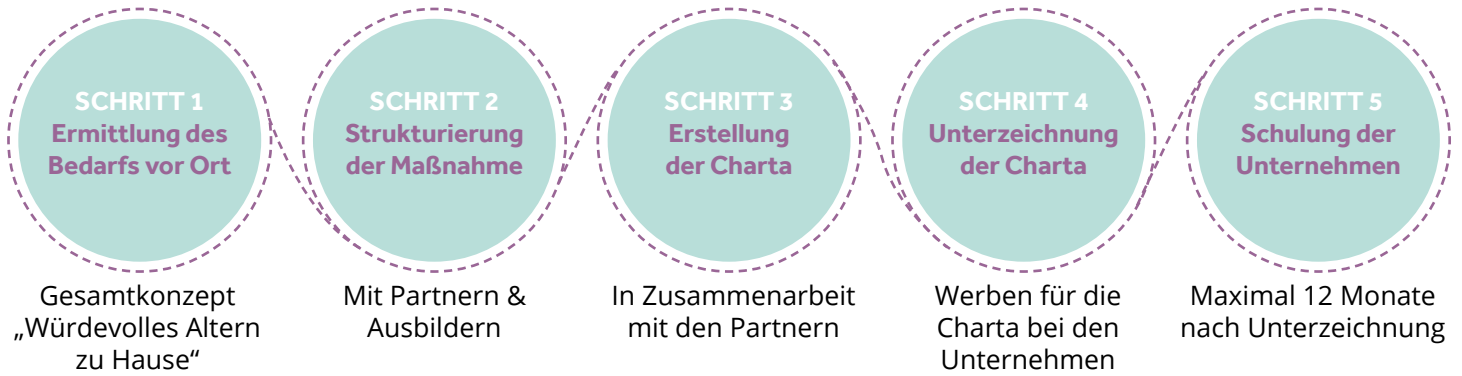 SCHRITT 1
Ermittlung des
Bedarfs vor Ort
Gesamtkonzept
„Würdevolles Altern
zu Hause“
SCHRITT 2
Strukturierung
der Maßnahme
Mit Partnern &
Ausbildern
SCHRITT 3
Erstellung
der Charta
In Zusammenarbeit
mit den Partnern
SCHRITT 4
Unterzeichnung
der Charta
Werben für die
Charta bei den
Unternehmen
SCHRITT 5
Schulung der
Unternehmen
Maximal 12 Monate
nach Unterzeichnung